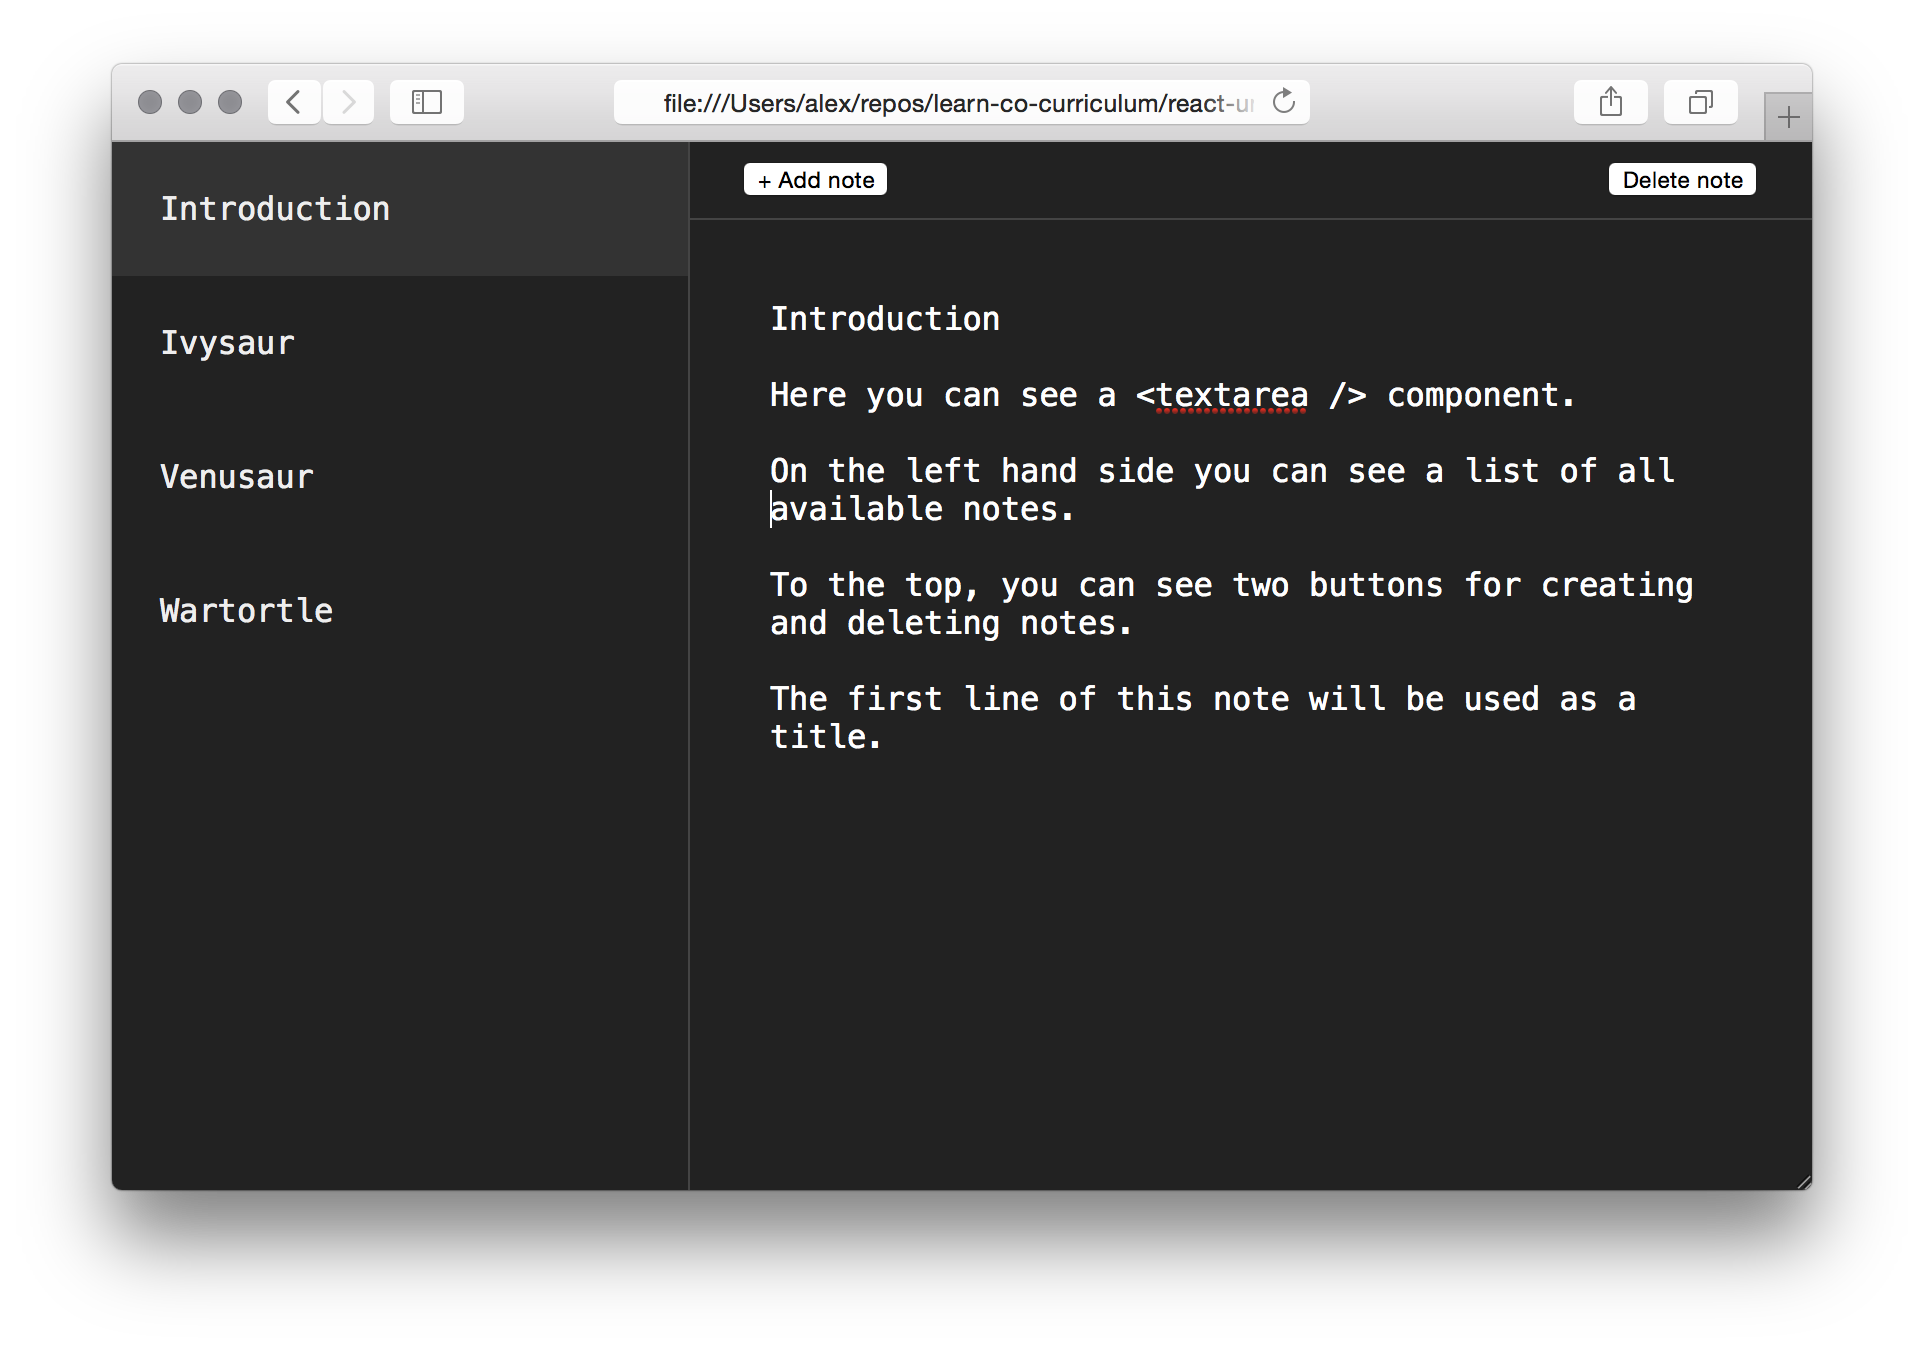 file:///Users/alex/repos/learn-co-curriculum/react-
+ Add note
Delete note
Introduction
Ivysaur
Venusaur
Wartortle
Introduction
Here you can see a <textarea /> component.
On the left hand side you can see a list of all
available notes.
To the top, you can see two buttons for creating
and deleting notes.
The first line of this note will be used as a
title.